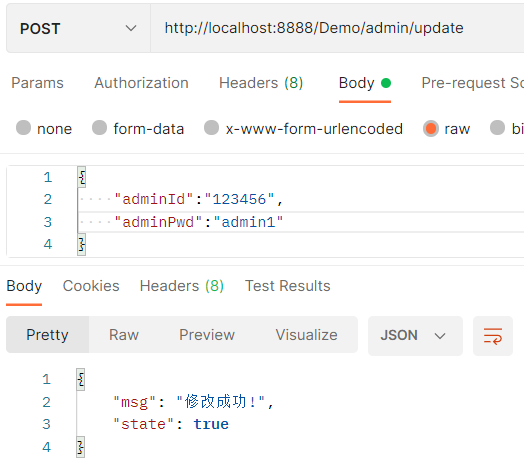 POST http://localhost:8888/Demo/admin/update
Params Authorization Headers (8) Body Pre-request Sc
none form-data x-www-form-urlencoded raw bi
1 {
2 "adminId":"123456",
3 "adminPwd":"admin1"
4 }
Body Cookies Headers (8) Test Results
Pretty Raw Preview Visualize JSON
1 {
2 "msg": "修改成功!",
3 "state": true
4 }